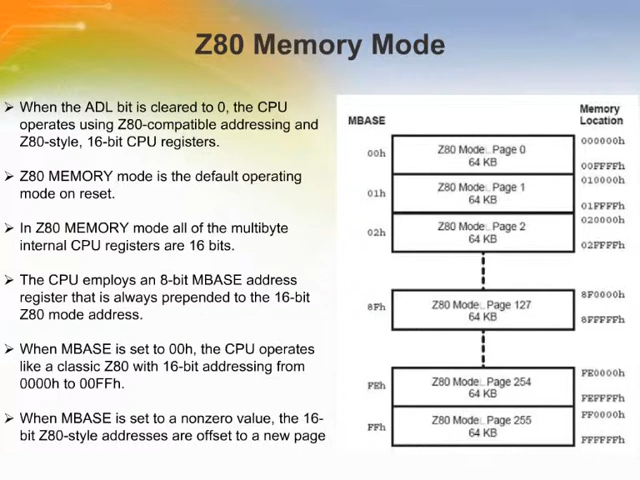 Z80 Memory Mode
➢ When the ADL bit is cleared to 0, the CPU
operates using Z80-compatible addressing and
Z80-style, 16-bit CPU registers.
➢ Z80 MEMORY mode is the default operating
mode on reset.
➢ In Z80 MEMORY mode all of the multibyte
internal CPU registers are 16 bits.
➢ The CPU employs an 8-bit MBASE address
register that is always prepended to the 16-bit
Z80 mode address.
➢ When MBASE is set to 00h, the CPU operates
like a classic Z80 with 16-bit addressing from
0000h to 00FFh.
➢ When MBASE is set to a nonzero value, the 16-
bit Z80-style addresses are offset to a new page
MBASE
Memory
Location
00h
Z80 Mode: Page 0
64 KB
000000h
00FFFFh
01h
Z80 Mode: Page 1
64 KB
010000h
01FFFFh
02h
Z80 Mode: Page 2
64 KB
020000h
02FFFFh
8Fh
Z80 Mode: Page 127
64 KB
8F0000h
8FFFFFh
FEh
Z80 Mode: Page 254
64 KB
FE0000h
FEFFFFh
FFh
Z80 Mode: Page 255
64 KB
FF0000h
FFFFFFh